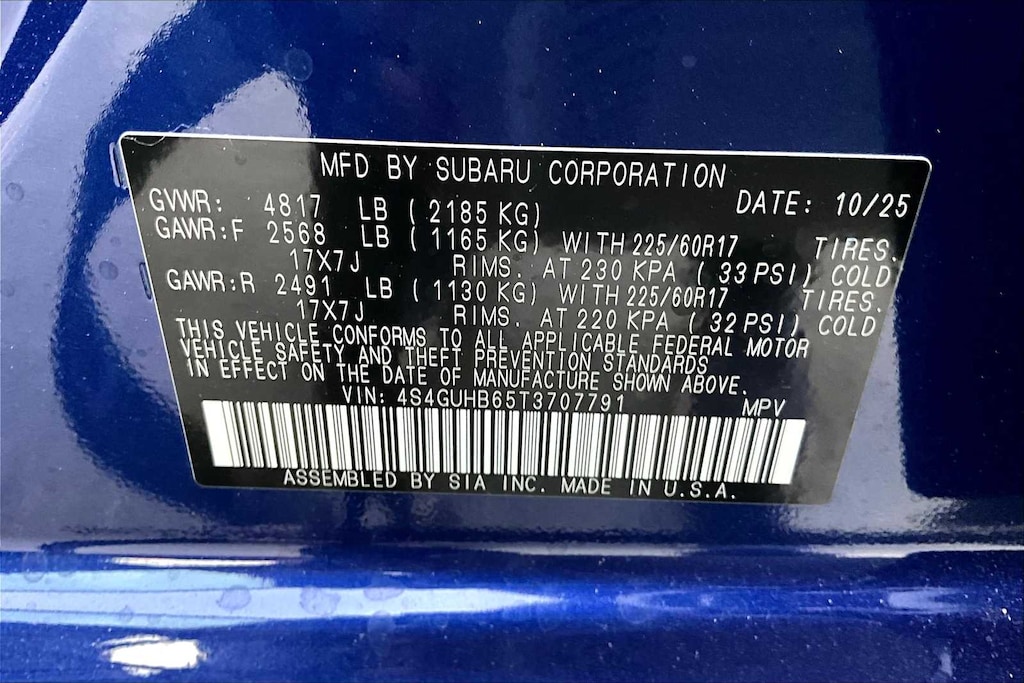 MFD BY SUBARU CORPORATION
GVWR: 4817 LB ( 2185 KG) DATE: 10/25
GAWR:F 2568 LB ( 1165 KG) WITH 225/60R17 TIRES.
17X7J RIMS. AT 230 KPA ( 33 PSI) COLD
GAWR:R 2491 LB ( 1130 KG) WITH 225/60R17 TIRES.
17X7J RIMS. AT 220 KPA ( 32 PSI) COLD
THIS VEHICLE CONFORMS TO ALL APPLICABLE FEDERAL MOTOR
VEHICLE SAFETY AND THEFT PREVENTION STANDARDS
IN EFFECT ON THE DATE OF MANUFACTURE SHOWN ABOVE.
VIN: 4S4GUHB65T3707791 MPV
ASSEMBLED BY SIA INC. MADE IN U.S.A.